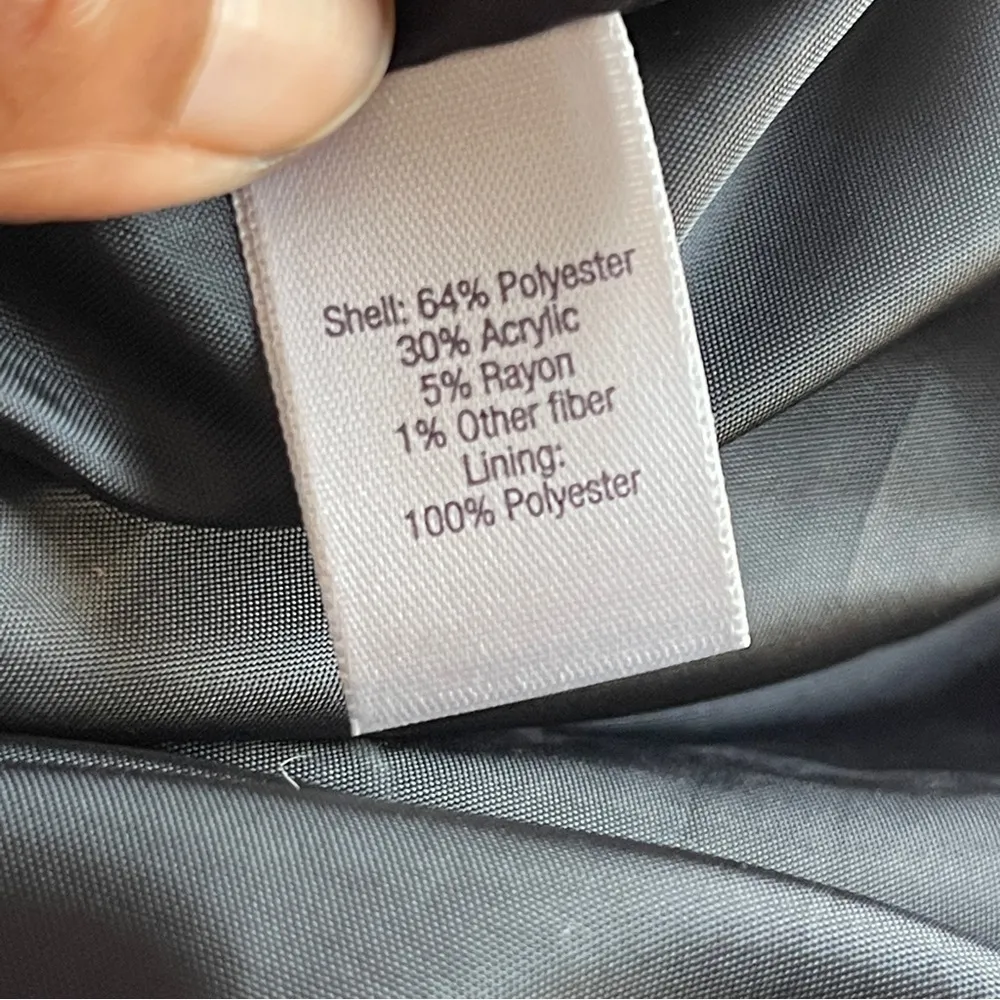 Shell: 64% Polyester
30% Acrylic
5% Rayon
1% Other fiber
Lining:
100% Polyester